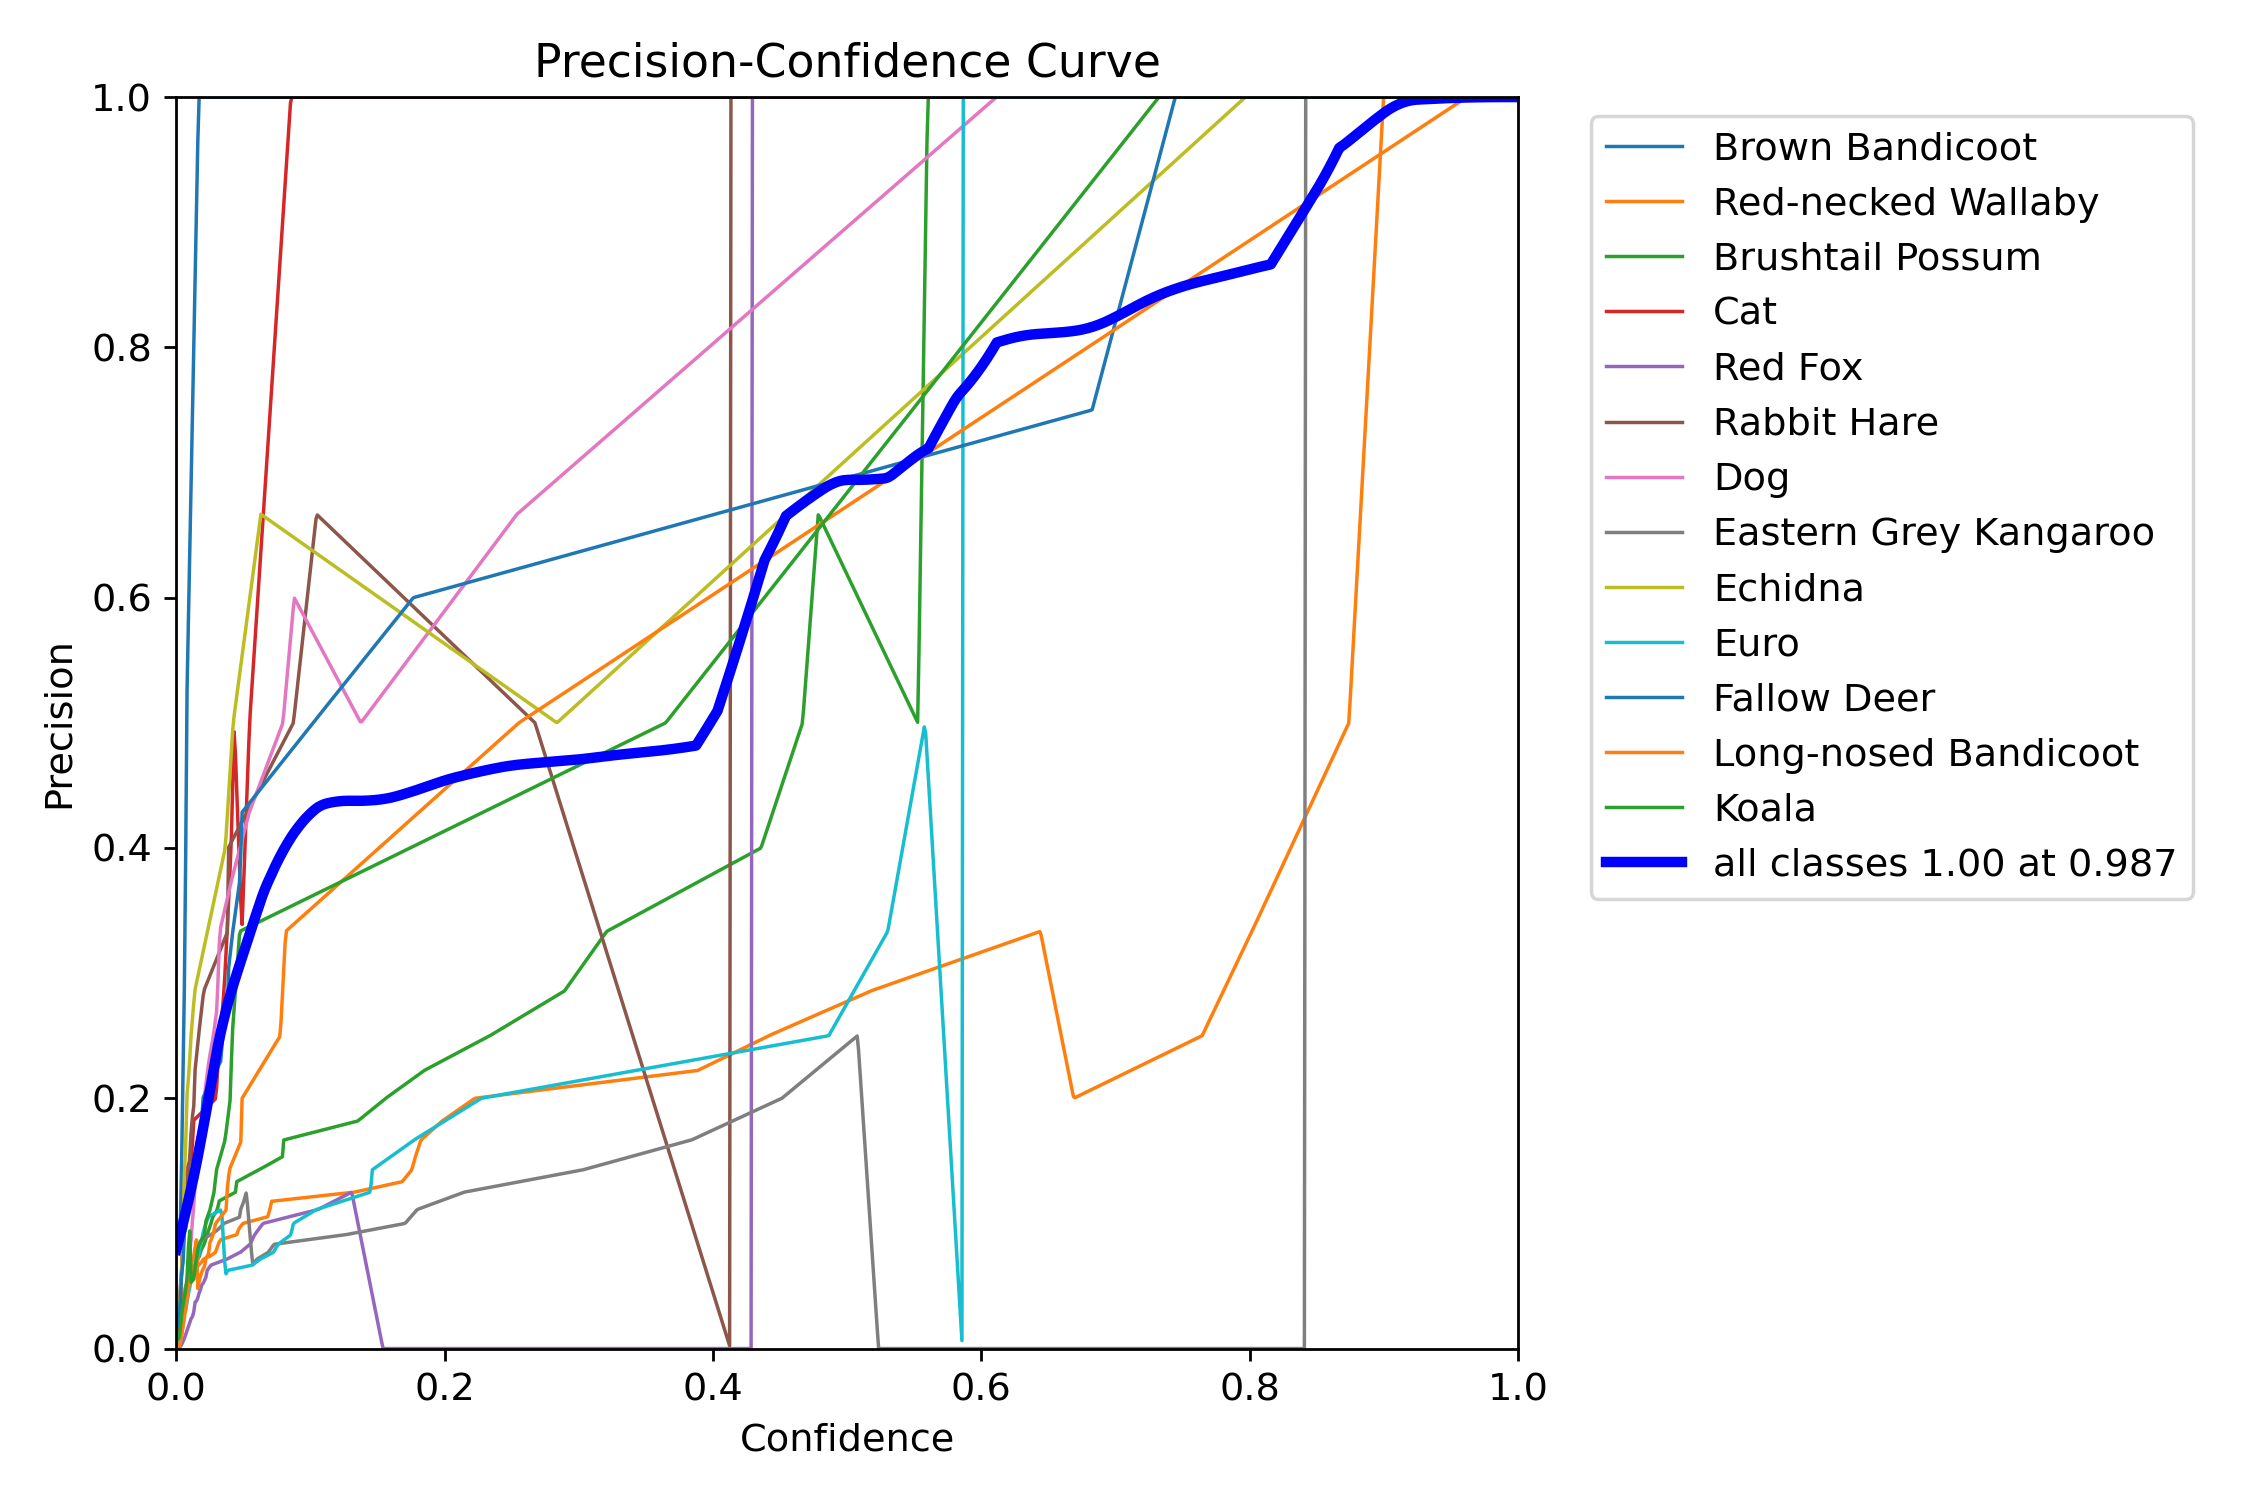 Precision-Confidence Curve
1.0
0.8
0.6
0.4
0.2
0.0
Precision
0.0 0.2 0.4 0.6 0.8 1.0
Confidence
Brown Bandicoot
Red-necked Wallaby
Brushtail Possum
Cat
Red Fox
Rabbit Hare
Dog
Eastern Grey Kangaroo
Echidna
Euro
Fallow Deer
Long-nosed Bandicoot
Koala
all classes 1.00 at 0.987